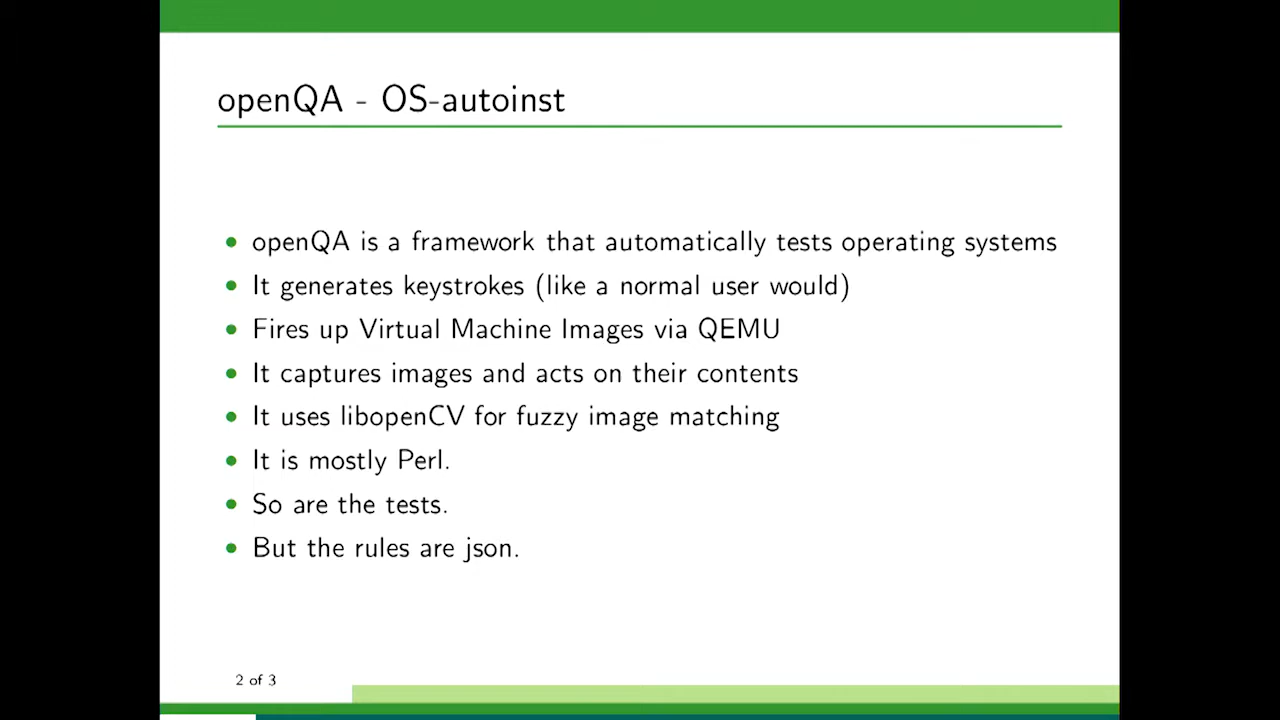 openQA - OS-autoinst
• openQA is a framework that automatically tests operating systems
• It generates keystrokes (like a normal user would)
• Fires up Virtual Machine Images via QEMU
• It captures images and acts on their contents
• It uses libopenCV for fuzzy image matching
• It is mostly Perl.
• So are the tests.
• But the rules are json.
2 of 3